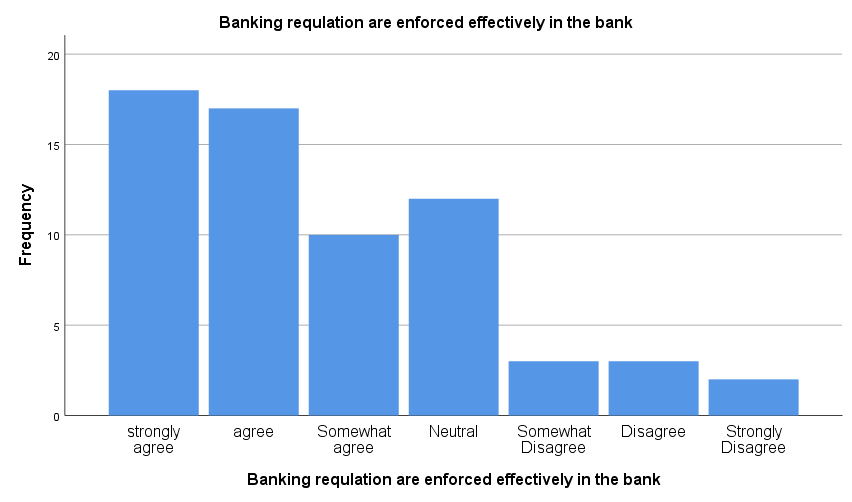 Banking requlation are enforced effectively in the bank
20
15
10
5
0
Frequency
strongly
agree
agree
Somewhat
agree
Neutral
Somewhat
Disagree
Disagree
Strongly
Disagree
Banking requlation are enforced effectively in the bank